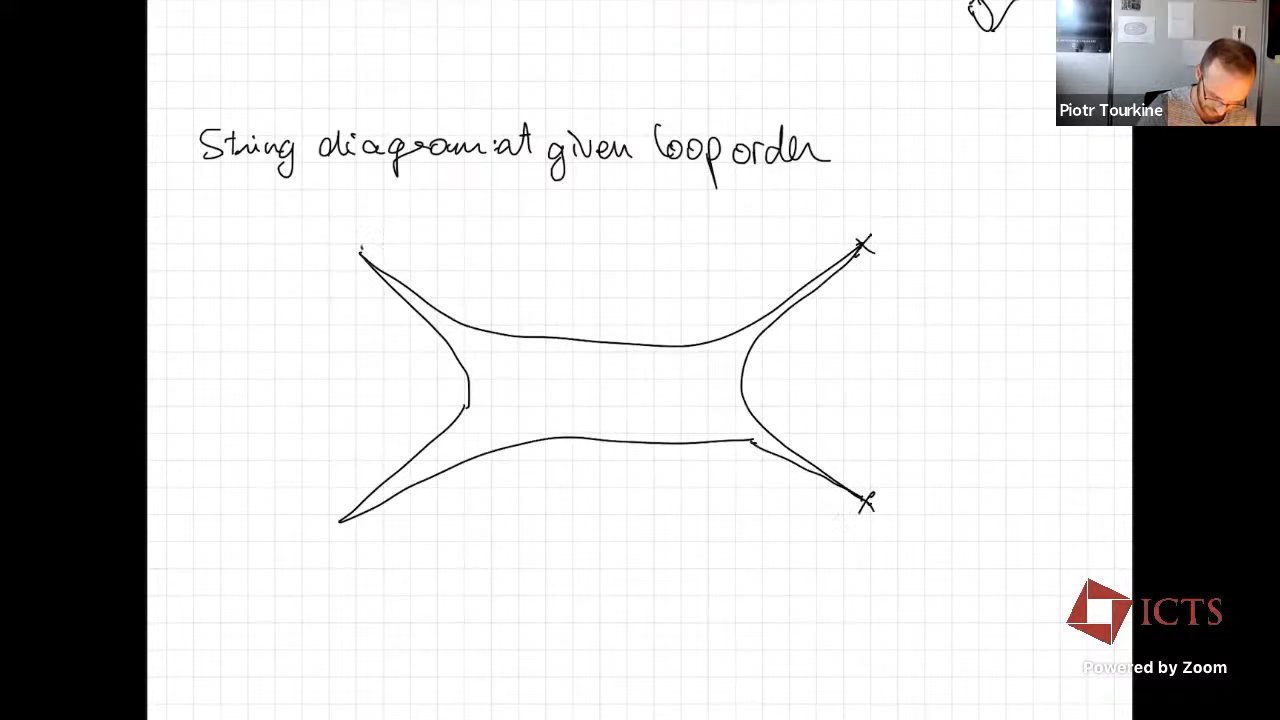 Piotr Tourkine
String diagram at given loop order
ICTS
Powered by Zoom